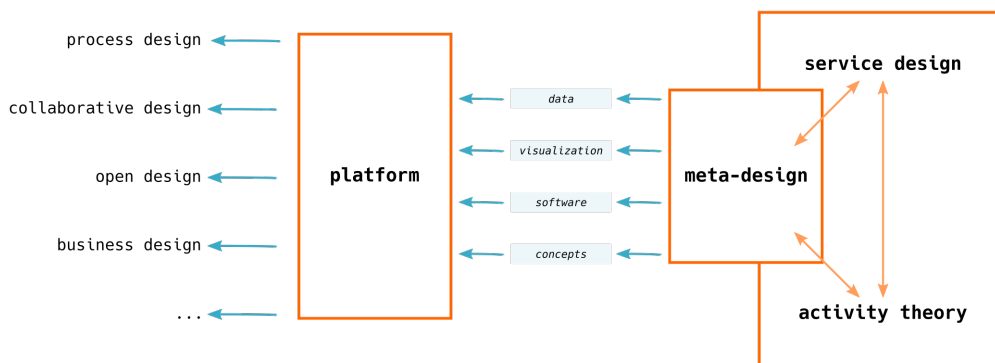 process design
collaborative design
open design
business design
...
platform
data
visualization
software
concepts
meta-design
service design
activity theory